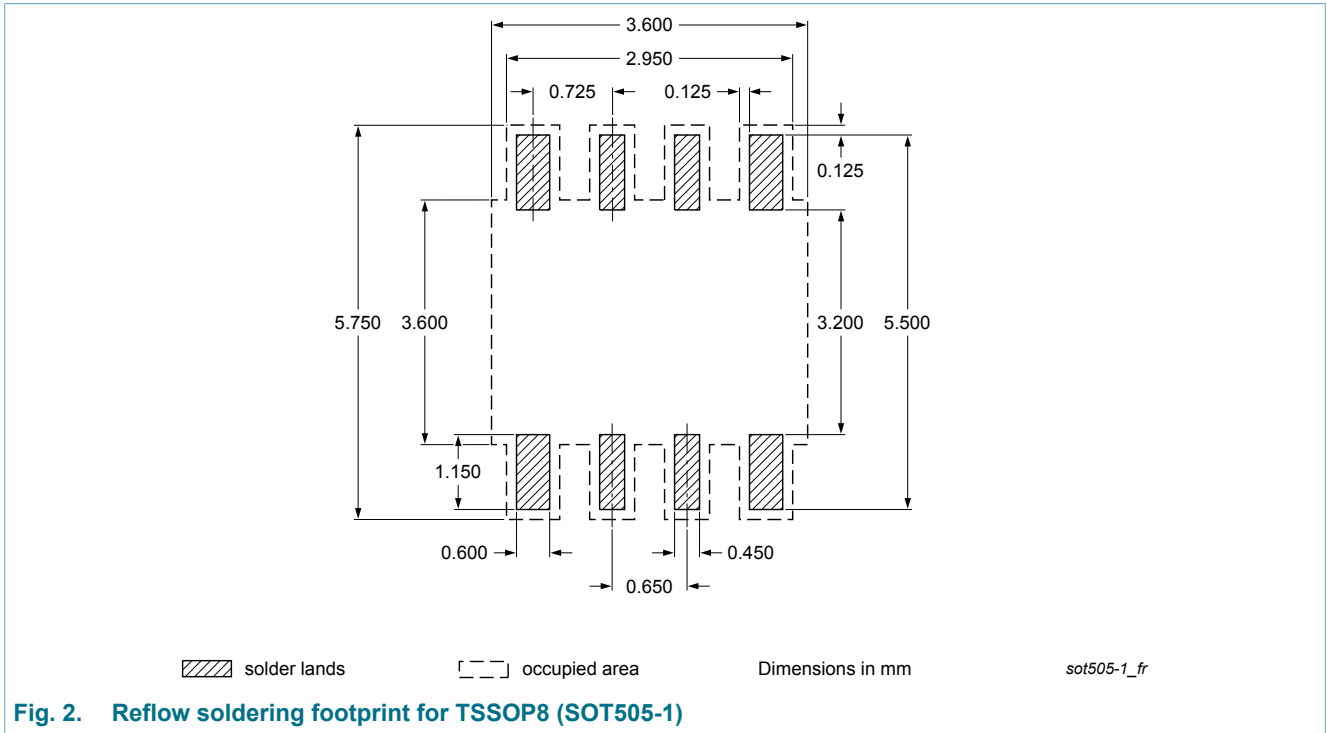 3.600
2.950
0.725
0.125
0.125
5.750
3.600
3.200
5.500
1.150
0.600
0.450
0.650
solder lands
occupied area
Dimensions in mm
sot505-1_fr
Fig. 2. Reflow soldering footprint for TSSOP8 (SOT505-1)